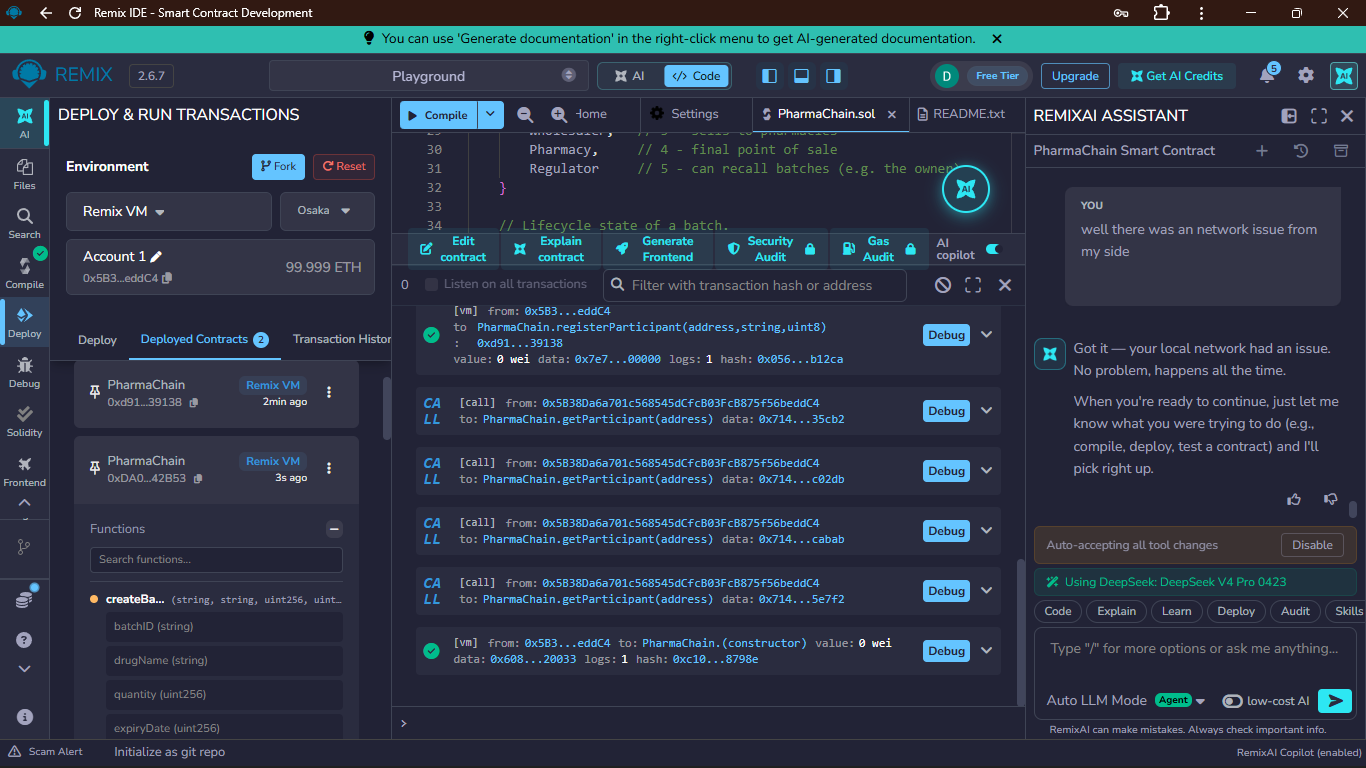 Remix IDE - Smart Contract Development
You can use 'Generate documentation' in the right-click menu to get AI-generated documentation.
REMIX
2.6.7
Playground
AI
</> Code
D
Free Tier
Upgrade
Get AI Credits
5
AI
AI
Files
Search
Compile
Deploy
Debug
Solidity
Frontend
DEPLOY & RUN TRANSACTIONS
Environment
Fork
Reset
Remix VM
Osaka
Account 1
0x5B3...eddC4
99.999 ETH
Deploy
Deployed Contracts 2
Transaction Histor
PharmaChain
Remix VM
0xd91...39138
2min ago
PharmaChain
Remix VM
0xDA0...42B53
3s ago
Functions
Search functions...
createBa... (string, string, uint256, uint...
batchID (string)
drugName (string)
quantity (uint256)
expiryDate (uint256)
Compile
Home
Settings
PharmaChain.sol
README.txt
29 Wholesaler, // 3 - sells to pharmacies
30 Pharmacy, // 4 - final point of sale
31 Regulator // 5 - can recall batches (e.g. the owner)
32 }
33
34 // Lifecycle state of a batch.
AI
Edit contract
Explain contract
Generate Frontend
Security Audit
Gas Audit
AI copilot
0
Listen on all transactions
Filter with transaction hash or address
[vm] from: 0x5B3...eddC4
to PharmaChain.registerParticipant(address,string,uint8)
: 0xd91...39138
value: 0 wei data: 0x7e7...00000 logs: 1 hash: 0x056...b12ca
Debug
CALL
[call] from: 0x5B38Da6a701c568545dCfcB03FcB875f56beddC4
to: PharmaChain.getParticipant(address) data: 0x714...35cb2
Debug
CALL
[call] from: 0x5B38Da6a701c568545dCfcB03FcB875f56beddC4
to: PharmaChain.getParticipant(address) data: 0x714...c02db
Debug
CALL
[call] from: 0x5B38Da6a701c568545dCfcB03FcB875f56beddC4
to: PharmaChain.getParticipant(address) data: 0x714...cabab
Debug
CALL
[call] from: 0x5B38Da6a701c568545dCfcB03FcB875f56beddC4
to: PharmaChain.getParticipant(address) data: 0x714...5e7f2
Debug
[vm] from: 0x5B3...eddC4 to: PharmaChain.(constructor) value: 0 wei
data: 0x608...20033 logs: 1 hash: 0xc10...8798e
Debug
>
REMIXAI ASSISTANT
PharmaChain Smart Contract
YOU
well there was an network issue from
my side
Got it — your local network had an issue.
No problem, happens all the time.
When you're ready to continue, just let me
know what you were trying to do (e.g.,
compile, deploy, test a contract) and I'll
pick right up.
Auto-accepting all tool changes
Disable
Using DeepSeek: DeepSeek V4 Pro 0423
Code
Explain
Learn
Deploy
Audit
Skills
Type "/" for more options or ask me anything...
Auto LLM Mode
Agent
low-cost AI
RemixAI can make mistakes. Always check important info.
Scam Alert
Initialize as git repo
RemixAI Copilot (enabled)